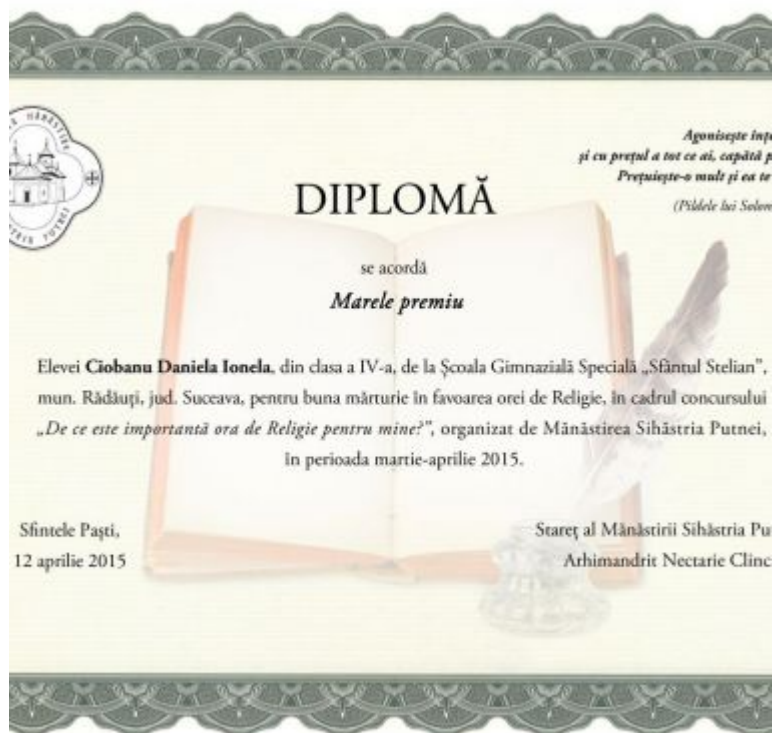 MĂNĂSTIRE
PUTNEI
Agonisește
și cu prețul a tot ce ai, capătă
Prețuiește-o mult și ea te
(Pildele lui
DIPLOMĂ
se acordă
Marele premiu
Elevei Ciobanu Daniela Ionela, din clasa a IV-a, de la Școala Gimnazială Specială „Sfântul Stelian”,
mun. Rădăuți, jud. Suceava, pentru buna mărturie în favoarea orei de Religie, în cadrul concursului
„De ce este importantă ora de Religie pentru mine?”, organizat de Mănăstirea Sihăstria Putnei,
în perioada martie-aprilie 2015.
Sfintele Paști,
12 aprilie 2015
Stareț al Mănăstirii Sihăstria
Arhimandrit Nectarie